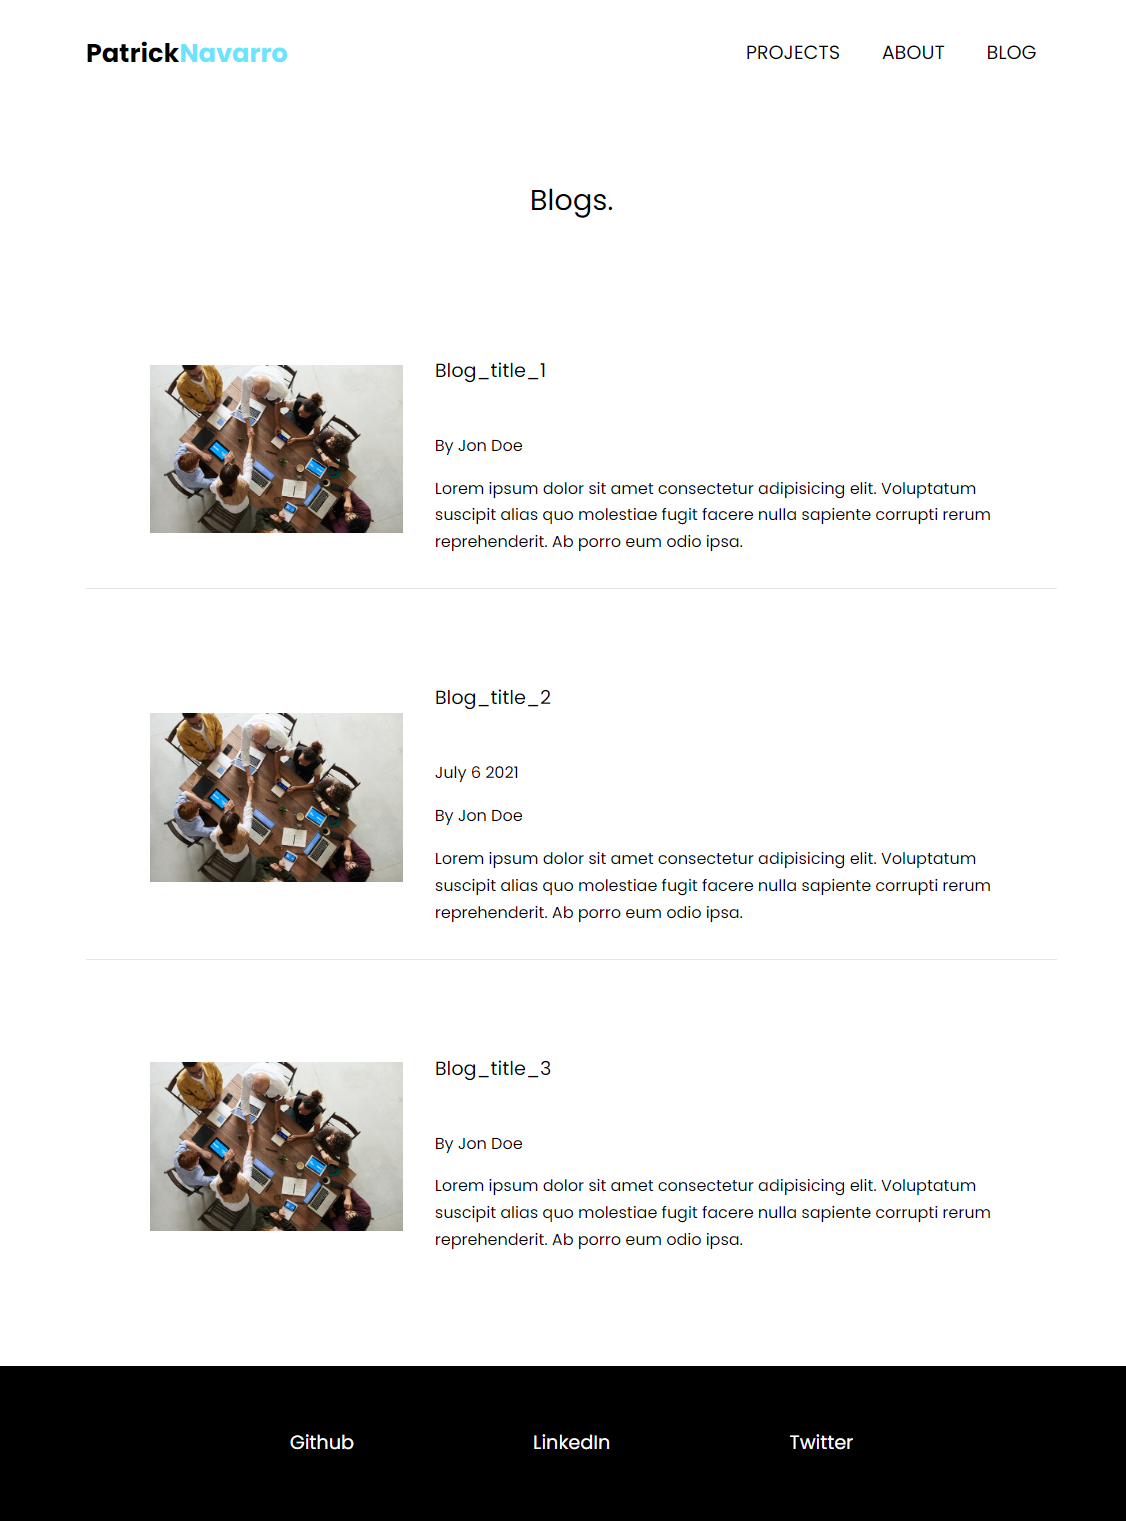 PatrickNavarro PROJECTS ABOUT BLOG
Blogs.
Blog_title_1
By Jon Doe
Lorem ipsum dolor sit amet consectetur adipisicing elit. Voluptatum
suscipit alias quo molestiae fugit facere nulla sapiente corrupti rerum
reprehenderit. Ab porro eum odio ipsa.
Blog_title_2
July 6 2021
By Jon Doe
Lorem ipsum dolor sit amet consectetur adipisicing elit. Voluptatum
suscipit alias quo molestiae fugit facere nulla sapiente corrupti rerum
reprehenderit. Ab porro eum odio ipsa.
Blog_title_3
By Jon Doe
Lorem ipsum dolor sit amet consectetur adipisicing elit. Voluptatum
suscipit alias quo molestiae fugit facere nulla sapiente corrupti rerum
reprehenderit. Ab porro eum odio ipsa.
Github LinkedIn Twitter